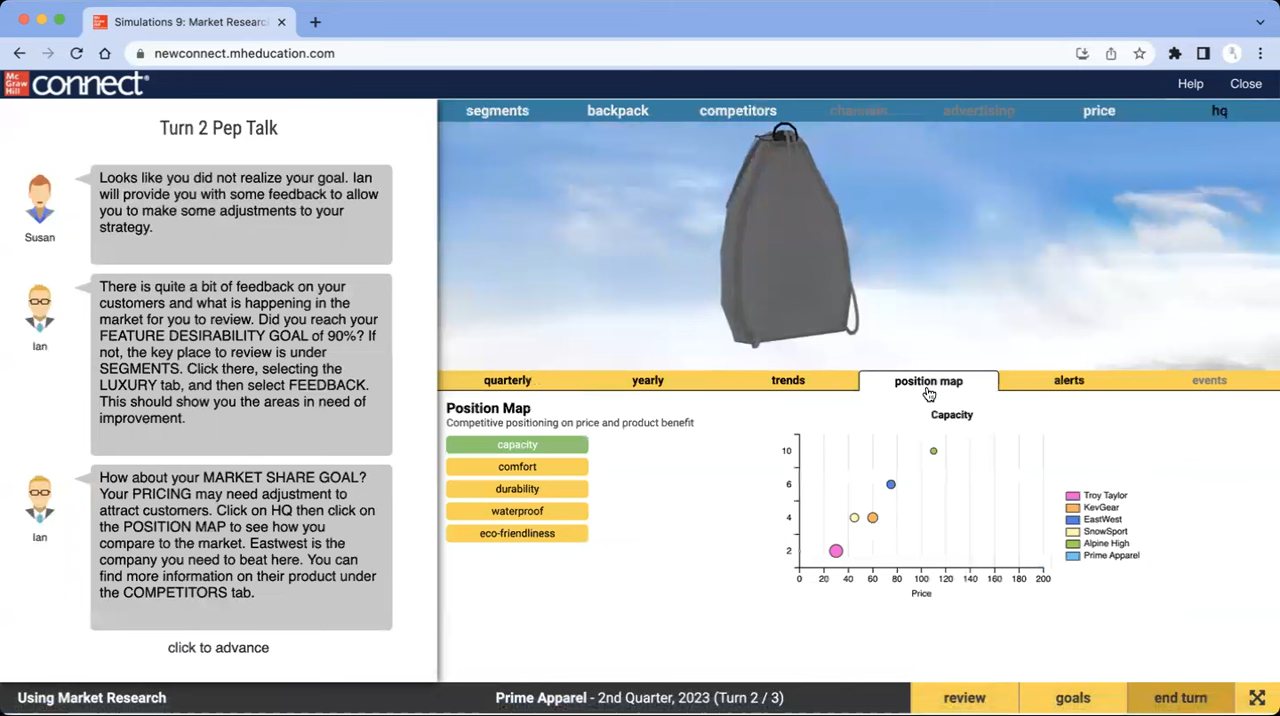 Simulations 9: Market Researc
newconnect.mheducation.com
Mc Graw Hill connect
Help Close
Turn 2 Pep Talk
Looks like you did not realize your goal. Ian
will provide you with some feedback to allow
you to make some adjustments to your
strategy.
Susan
There is quite a bit of feedback on your
customers and what is happening in the
market for you to review. Did you reach your
FEATURE DESIRABILITY GOAL of 90%? If
not, the key place to review is under
SEGMENTS. Click there, selecting the
LUXURY tab, and then select FEEDBACK.
This should show you the areas in need of
improvement.
Ian
How about your MARKET SHARE GOAL?
Your PRICING may need adjustment to
attract customers. Click on HQ then click on
the POSITION MAP to see how you
compare to the market. Eastwest is the
company you need to beat here. You can
find more information on their product under
the COMPETITORS tab.
Ian
click to advance
segments backpack competitors channels advertising price hq
quarterly yearly trends position map alerts events
Position Map
Competitive positioning on price and product benefit
capacity
comfort
durability
waterproof
eco-friendliness
Capacity
10
6
4
2
0 20 40 60 80 100 120 140 160 180 200
Price
Troy Taylor
KevGear
EastWest
SnowSport
Alpine High
Prime Apparel
Using Market Research
Prime Apparel - 2nd Quarter, 2023 (Turn 2 / 3)
review goals end turn